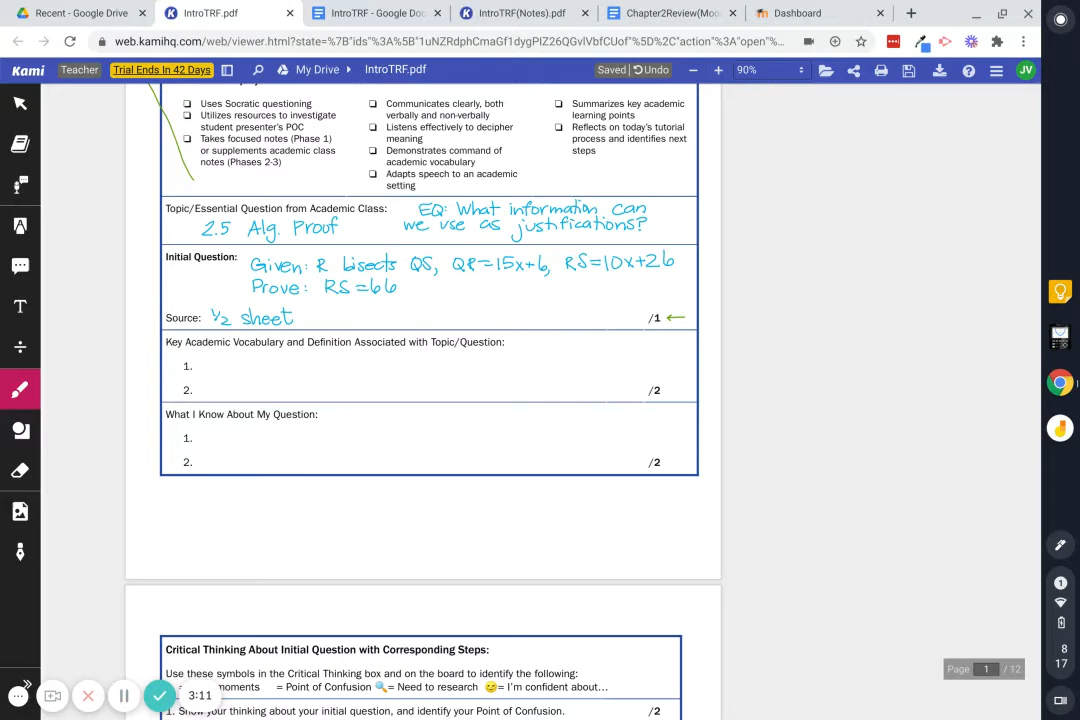 Recent - Google Drive
IntroTRF.pdf
IntroTRF - Google Doc
IntroTRF(Notes).pdf
Chapter2Review(Moo
Dashboard
web.kamihq.com/web/viewer.html?state=%7B"ids"%3A%5B"1uNZRdphCmaGf1dygPIZ26QGvlVbfCUof"%5D%2C"action"%3A"open"%...
Kami
Teacher
Trial Ends In 42 Days
My Drive
IntroTRF.pdf
Saved
Undo
90%
JV
❏ Uses Socratic questioning
❏ Utilizes resources to investigate
student presenter's POC
❏ Takes focused notes (Phase 1)
or supplements academic class
notes (Phases 2-3)
❏ Communicates clearly, both
verbally and non-verbally
❏ Listens effectively to decipher
meaning
❏ Demonstrates command of
academic vocabulary
❏ Adapts speech to an academic
setting
❏ Summarizes key academic
learning points
❏ Reflects on today's tutorial
process and identifies next
steps
Topic/Essential Question from Academic Class: EQ: What information can
2.5 Alg. Proof we use as justifications?
Initial Question: Given: R bisects QS, QR=15x+6, RS=10x+26
Prove: RS=66
Source: 1/2 sheet /1 ←
Key Academic Vocabulary and Definition Associated with Topic/Question:
1.
2. /2
What I Know About My Question:
1.
2. /2
Critical Thinking About Initial Question with Corresponding Steps:
Use these symbols in the Critical Thinking box and on the board to identify the following:
moments = Point of Confusion 🔍= Need to research 😄= I'm confident about...
1. Show your thinking about your initial question, and identify your Point of Confusion. /2
Page 1 / 12
3:11
1
8
17